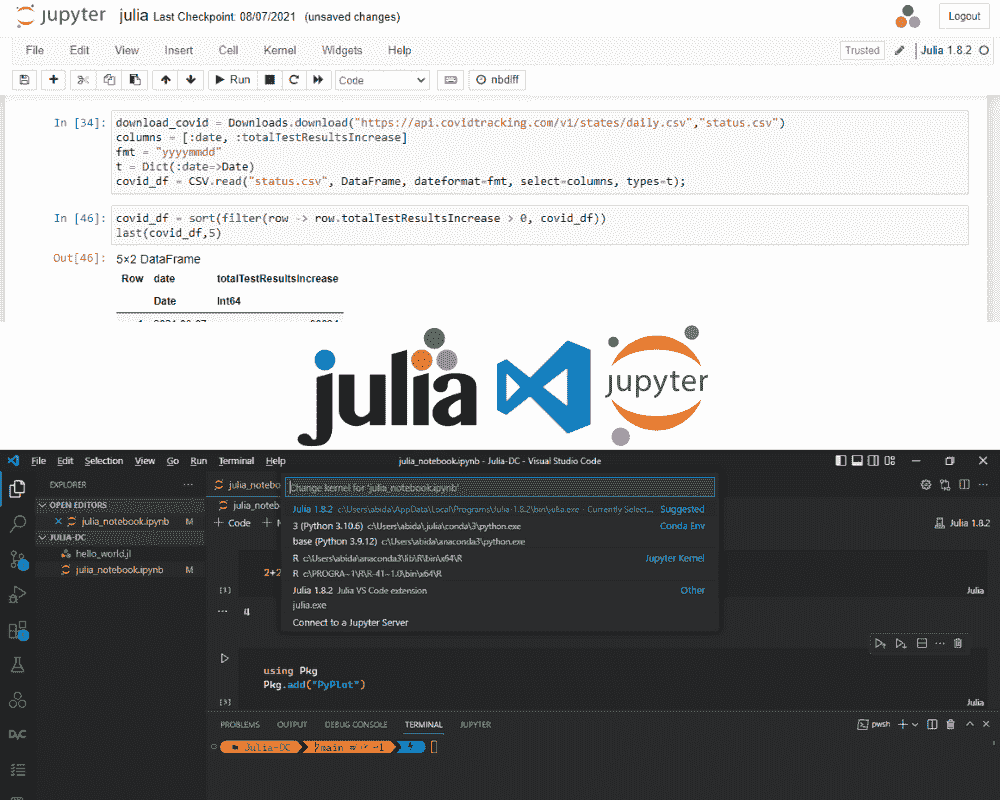 jupyter julia Last Checkpoint: 08/07/2021 (unsaved changes) Logout
File Edit View Insert Cell Kernel Widgets Help Trusted Julia 1.8.2
Run Code nbdiff
In [34]: download_covid = Downloads.download("https://api.covidtracking.com/v1/states/daily.csv","status.csv")
columns = [:date, :totalTestResultsIncrease]
fmt = "yyyymmdd"
t = Dict(:date=>Date)
covid_df = CSV.read("status.csv", DataFrame, dateformat=fmt, select=columns, types=t);
In [46]: covid_df = sort(filter(row -> row.totalTestResultsIncrease > 0, covid_df))
last(covid_df,5)
Out[46]: 5×2 DataFrame
Row date totalTestResultsIncrease
Date Int64
julia jupyter
File Edit Selection View Go Run Terminal Help julia_notebook.ipynb - Julia-DC - Visual Studio Code
EXPLORER ... julia_notebo
Change kernel for 'julia_notebook.ipynb'
OPEN EDITORS
julia_notebook.ipynb M
JULIA-DC
hello_world.jl
julia_notebook.ipynb M
julia_noteb
+ Code +
Julia 1.8.2 c:\Users\abida\AppData\Local\Programs\Julia-1.8.2\bin\julia.exe - Currently Select... Suggested
3 (Python 3.10.6) c:\Users\abida\.julia\conda\3\python.exe Conda Env
base (Python 3.9.12) c:\Users\abida\anaconda3\python.exe
R c:\Users\abida\anaconda3\lib\R\bin\x64\R Jupyter Kernel
R c:\PROGRA~1\R\R-41~1.0\bin\x64\R
Julia 1.8.2 Julia VS Code extension Other
julia.exe
Connect to a Jupyter Server
Julia 1.8.2
2+2
[1] Julia
... 4
using Pkg
Pkg.add("PyPlot")
[3] Julia
PROBLEMS OUTPUT DEBUG CONSOLE TERMINAL JUPYTER pwsh
Julia-DC main ~1
DVC